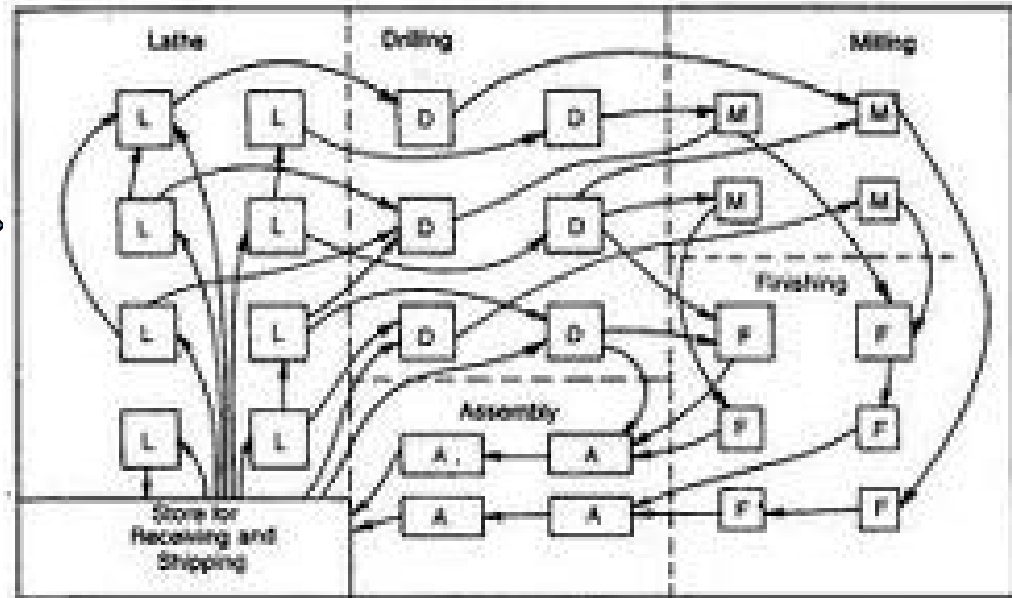 Lathe Drilling Milling
L L D D M M
L L D D M M
Finishing
L L D D F F
Assembly
L L A A F F
A A F F
Store for
Receiving and
Shipping